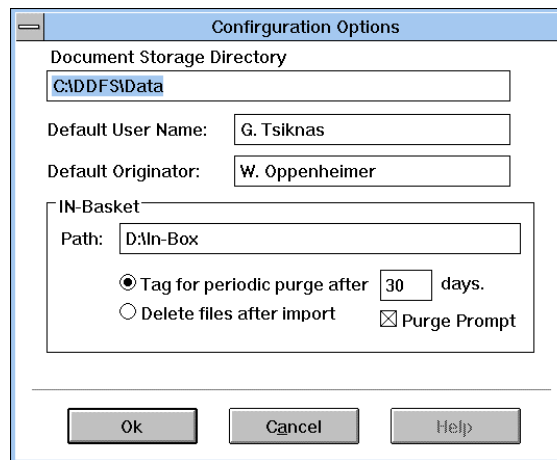 Confirguration Options
Document Storage Directory
C:\DDFS\Data
Default User Name: G. Tsiknas
Default Originator: W. Oppenheimer
IN-Basket
Path: D:\In-Box
Tag for periodic purge after 30 days.
Delete files after import Purge Prompt
Ok Cancel Help